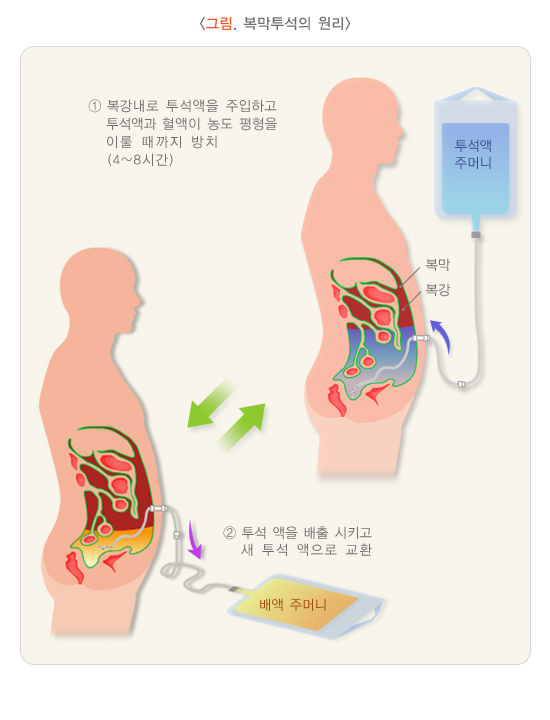 〈그림. 복막투석의 원리〉
① 복강내로 투석액을 주입하고
투석액과 혈액이 농도 평형을
이룰 때까지 방치
(4~8시간)
투석액
주머니
복막
복강
② 투석 액을 배출 시키고
새 투석 액으로 교환
배액 주머니